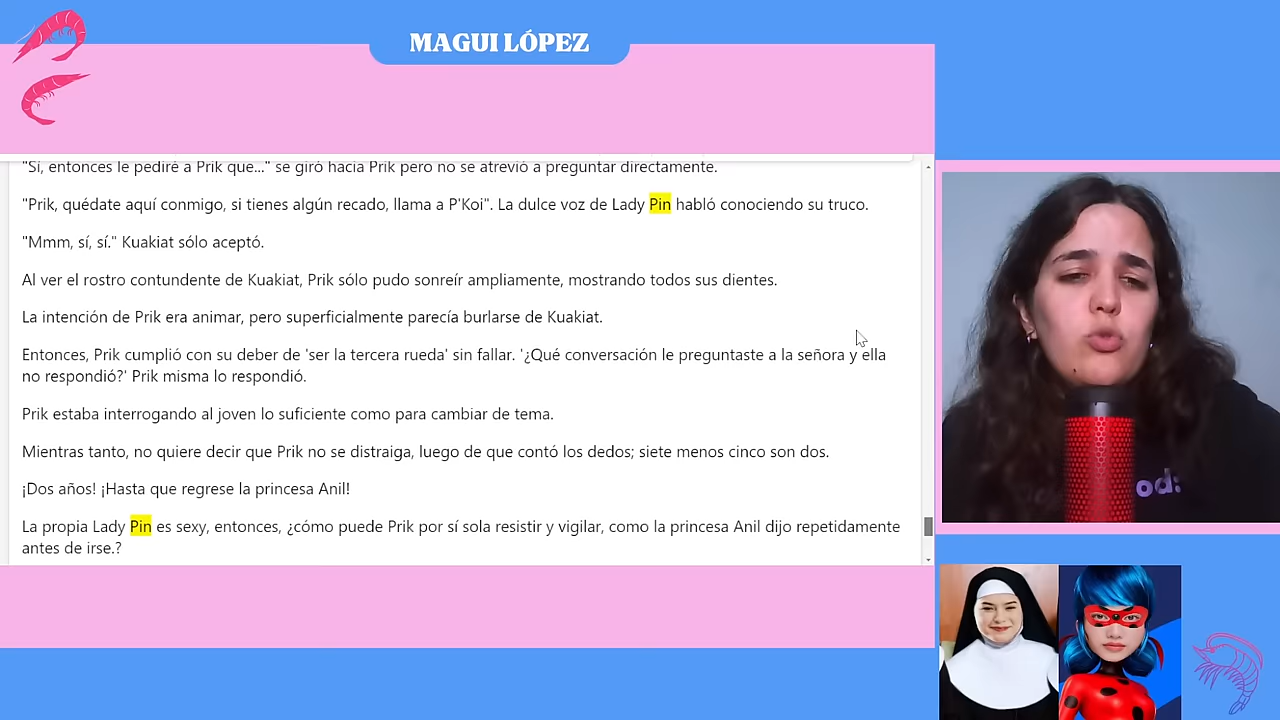 MAGUI LÓPEZ
"Sí, entonces le pediré a Prik que..." se giró hacia Prik pero no se atrevió a preguntar directamente.
"Prik, quédate aquí conmigo, si tienes algún recado, llama a P'Koi". La dulce voz de Lady Pin habló conociendo su truco.
"Mmm, sí, sí." Kuakiat sólo aceptó.
Al ver el rostro contundente de Kuakiat, Prik sólo pudo sonreír ampliamente, mostrando todos sus dientes.
La intención de Prik era animar, pero superficialmente parecía burlarse de Kuakiat.
Entonces, Prik cumplió con su deber de 'ser la tercera rueda' sin fallar. '¿Qué conversación le preguntaste a la señora y ella
no respondió?' Prik misma lo respondió.
Prik estaba interrogando al joven lo suficiente como para cambiar de tema.
Mientras tanto, no quiere decir que Prik no se distraiga, luego de que contó los dedos; siete menos cinco son dos.
¡Dos años! ¡Hasta que regrese la princesa Anil!
La propia Lady Pin es sexy, entonces, ¿cómo puede Prik por sí sola resistir y vigilar, como la princesa Anil dijo repetidamente
antes de irse.?
od: